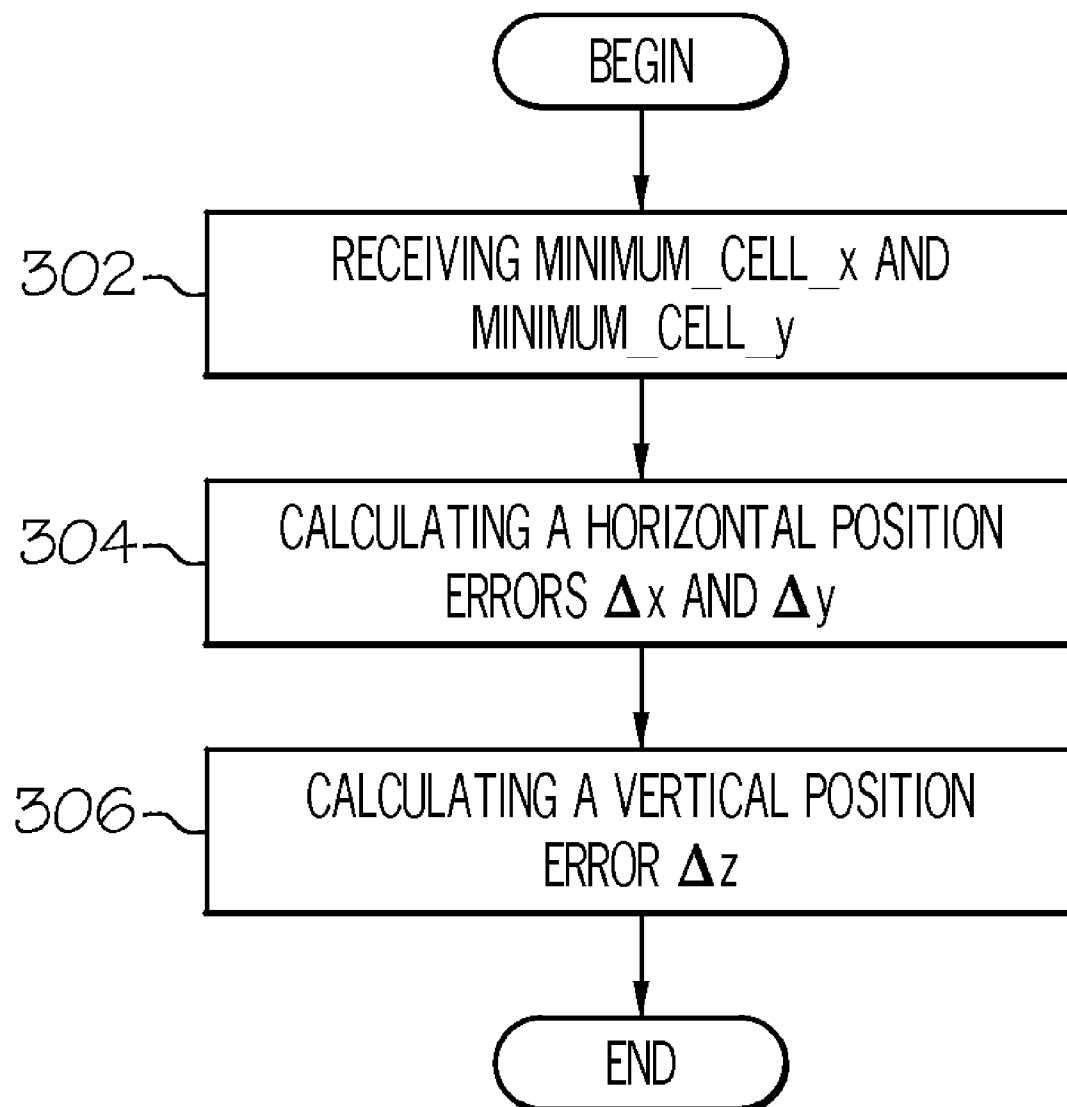 BEGIN
302
RECEIVING MINIMUM_CELL_x AND
MINIMUM_CELL_y
304
CALCULATING A HORIZONTAL POSITION
ERRORS Δx AND Δy
306
CALCULATING A VERTICAL POSITION
ERROR Δz
END